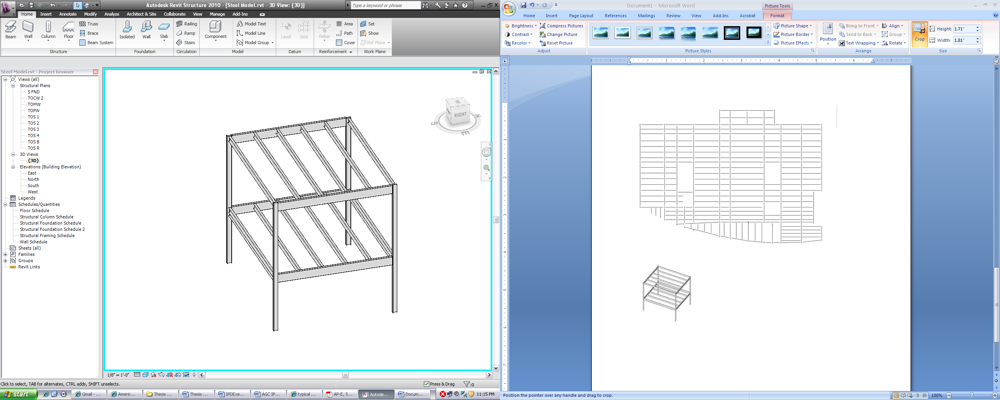 Autodesk Revit Structure 2010 - [Steel Model.rvt - 3D View: {3D}]
Type a keyword or phrase
Home Insert Annotate Modify Analyze Architect & Site Collaborate View Manage Add-Ins
Beam Wall Column Floor Truss Brace Beam System
Isolated Wall Slab
Railing Ramp Stairs
Component Model Text Model Line Model Group
Level Grid
Rebar Area Path Cover
Set Show Ref Plane
Structure Foundation Circulation Model Datum Reinforcement Work Plane
Steel Model.rvt - Project browser
Views (all)
Structural Plans
S FND
TOCW 2
TOMW
TOPW
TOS 1
TOS 2
TOS 3
TOS 4
TOS B
TOS R
3D Views
{3D}
Elevations (Building Elevation)
East
North
South
West
Legends
Schedules/Quantities
Floor Schedule
Structural Column Schedule
Structural Foundation Schedule
Structural Foundation Schedule 2
Structural Framing Schedule
Wall Schedule
Sheets (all)
Families
Groups
Revit Links
TOP
RIGHT
S
N
E
1/8" = 1'-0"
Click to select, TAB for alternates, CTRL adds, SHIFT unselects.
Press & Drag
:0
start
Gmail - ...
Americ...
Thesis ...
Thesis ...
IPDExe...
AGC IP...
typical ...
AP-E, S...
Autode...
Docum...
11:15 PM
Document1 - Microsoft Word
Picture Tools
Home Insert Page Layout References Mailings Review View Add-Ins Acrobat Format
Brightness Compress Pictures
Contrast Change Picture
Recolor Reset Picture
Picture Shape
Picture Border
Picture Effects
Position
Bring to Front Align
Send to Back Group
Text Wrapping Rotate
Crop
Height: 1.71"
Width: 1.81"
Adjust Picture Styles Arrange Size
1 1 2 3 4 5 6 7
1
2
3
4
5
6
7
Position the pointer over any handle and drag to crop.
100%